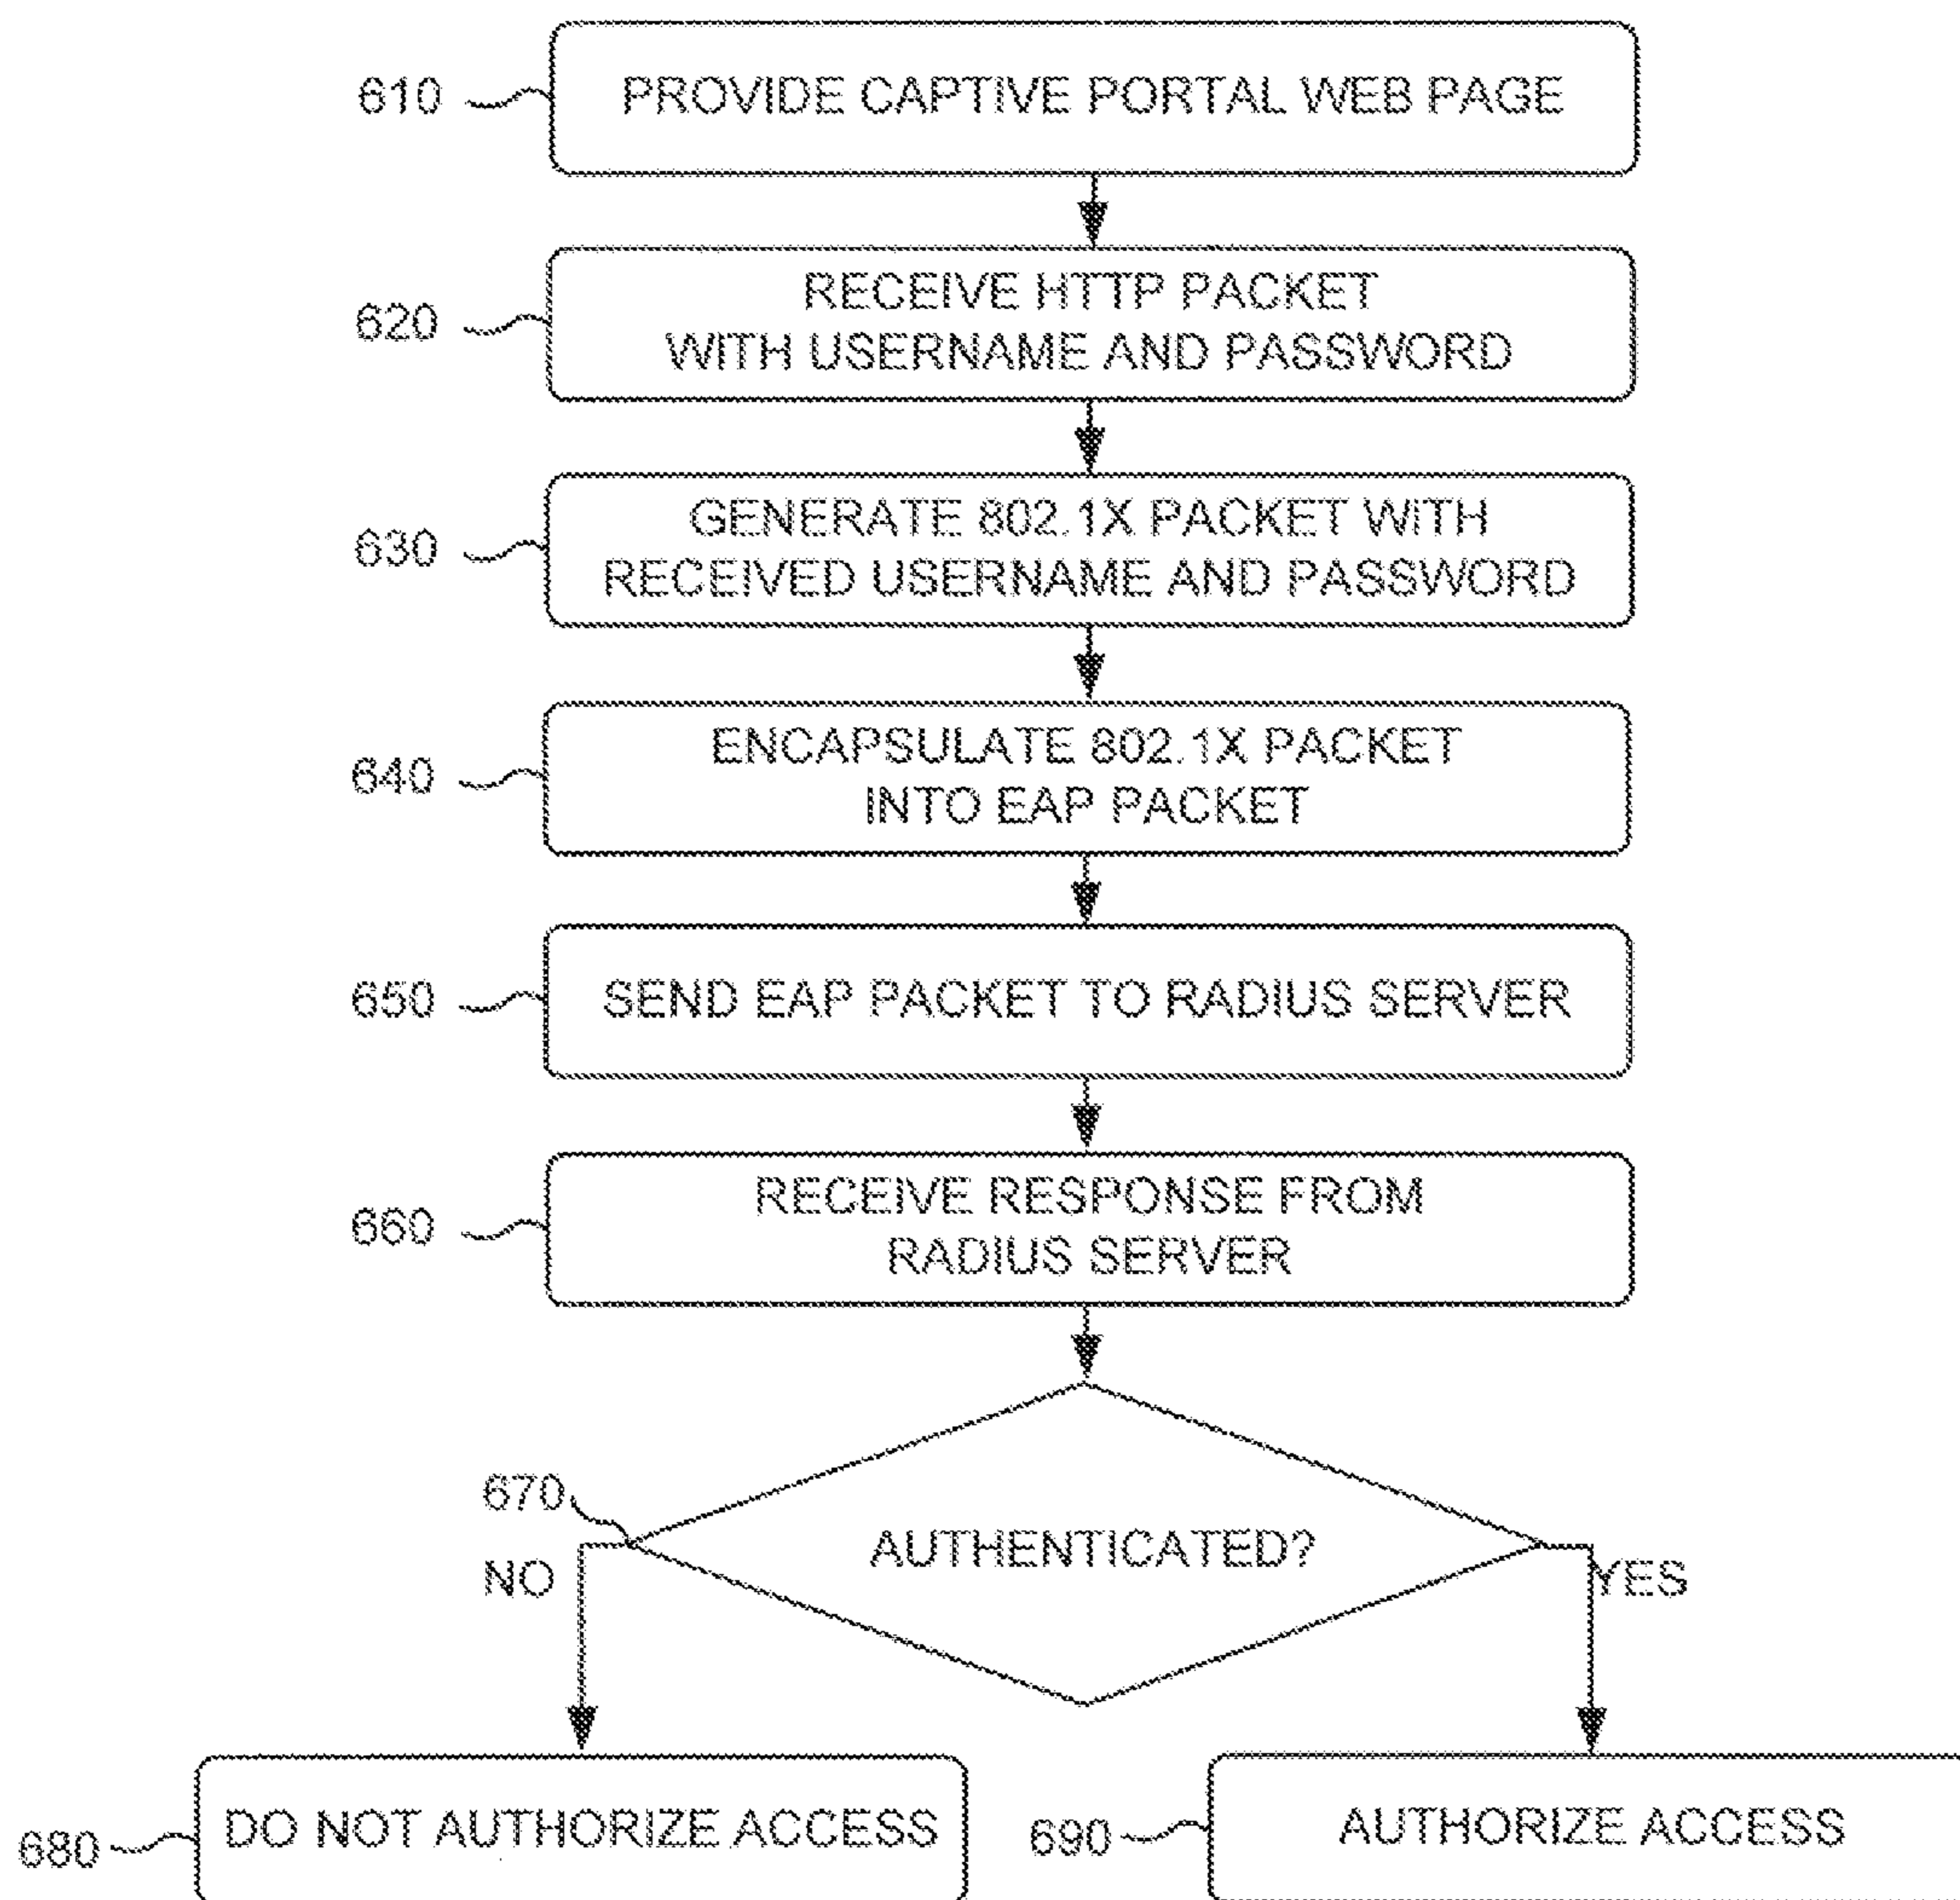 610
PROVIDE CAPTIVE PORTAL WEB PAGE
620
RECEIVE HTTP PACKET
WITH USERNAME AND PASSWORD
630
GENERATE 802.1X PACKET WITH
RECEIVED USERNAME AND PASSWORD
640
ENCAPSULATE 802.1X PACKET
INTO EAP PACKET
650
SEND EAP PACKET TO RADIUS SERVER
660
RECEIVE RESPONSE FROM
RADIUS SERVER
670
AUTHENTICATED?
NO
YES
680
DO NOT AUTHORIZE ACCESS
690
AUTHORIZE ACCESS